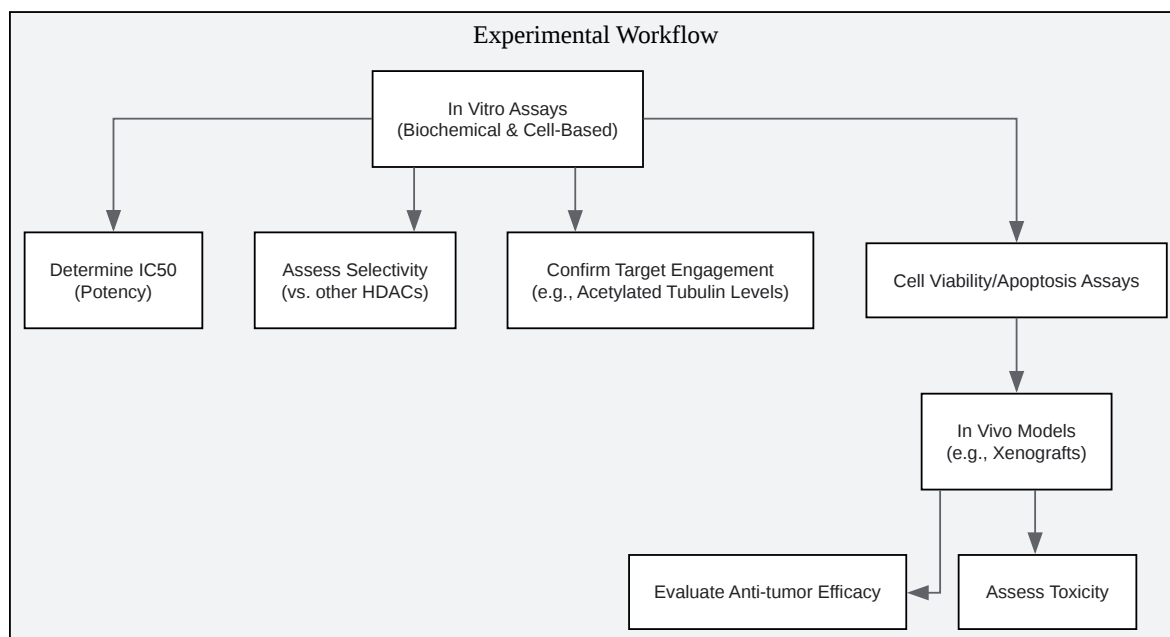 Experimental Workflow
In Vitro Assays
(Biochemical & Cell-Based)
Determine IC50
(Potency)
Assess Selectivity
(vs. other HDACs)
Confirm Target Engagement
(e.g., Acetylated Tubulin Levels)
Cell Viability/Apoptosis Assays
In Vivo Models
(e.g., Xenografts)
Evaluate Anti-tumor Efficacy
Assess Toxicity